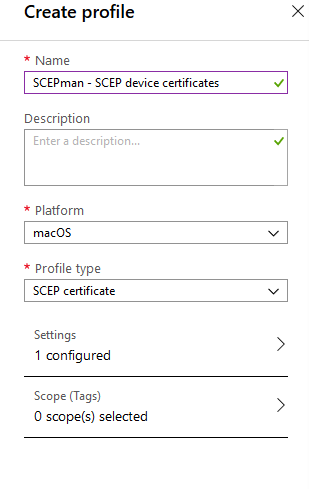 Create profile
* Name
SCEPman - SCEP device certificates
Description
Enter a description...
* Platform
macOS
* Profile type
SCEP certificate
Settings
1 configured
Scope (Tags)
0 scope(s) selected